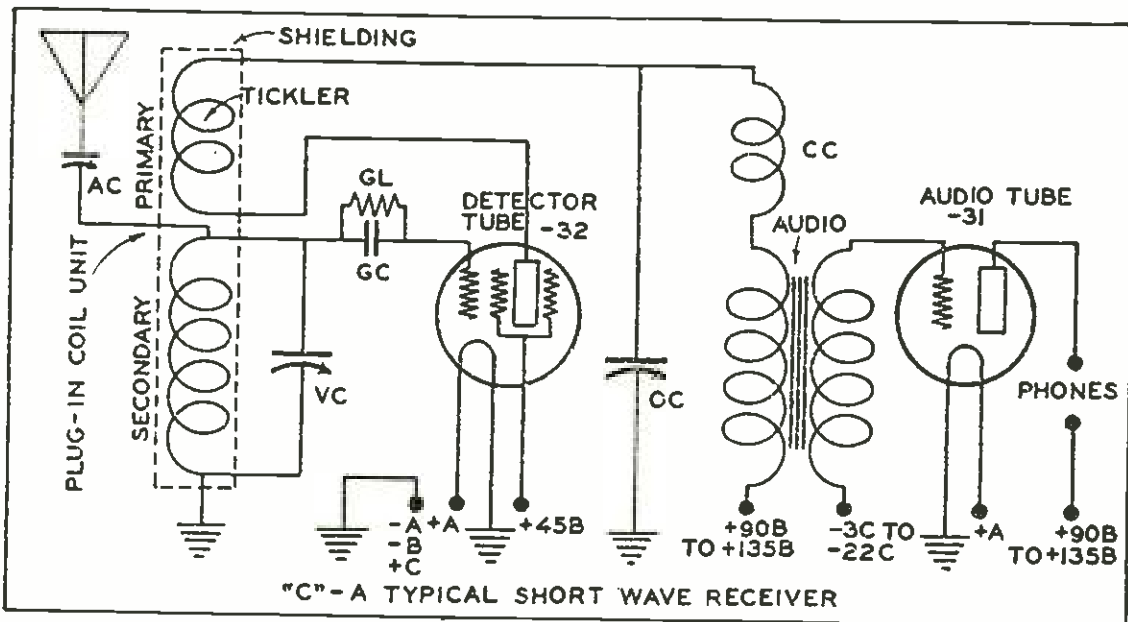 SHIELDING
TICKLER
PRIMARY
AC
PLUG-IN COIL UNIT
SECONDARY
GL
GC
VC
DETECTOR
TUBE -32
OC
CC
AUDIO
AUDIO TUBE
-31
PHONES
-A +A
-B
+C
+45B
+90B
TO +135B
-3C TO
-22C
+A
+90B
TO +135B
"C"-A TYPICAL SHORT WAVE RECEIVER